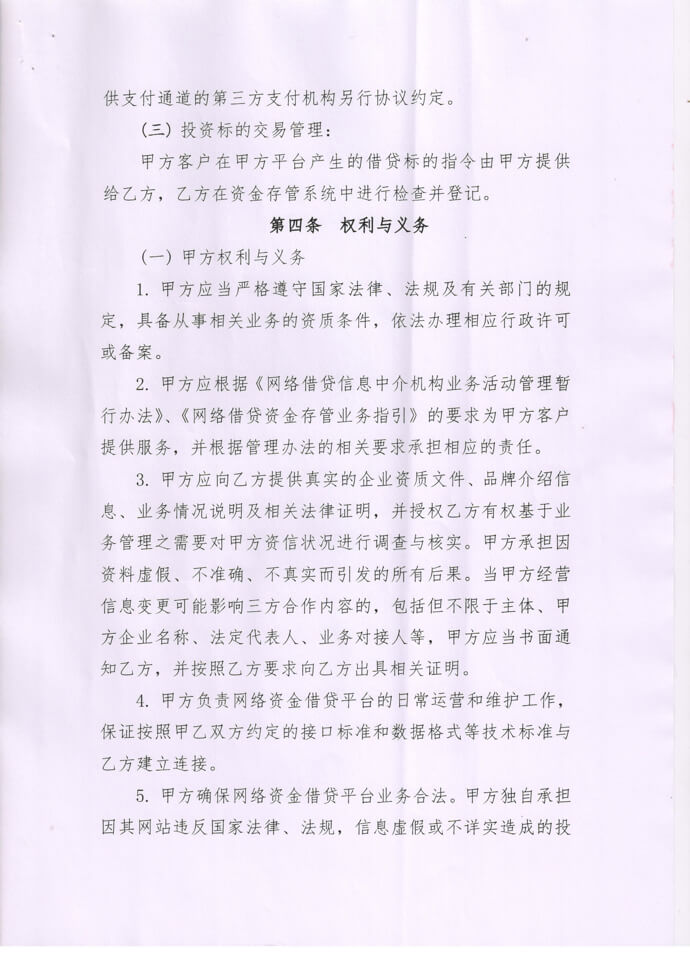 供支付通道的第三方支付机构另行协议约定。
(三) 投资标的交易管理:
甲方客户在甲方平台产生的借贷标的指令由甲方提供
给乙方，乙方在资金存管系统中进行检查并登记。
第四条 权利与义务
(一) 甲方权利与义务
1. 甲方应当严格遵守国家法律、法规及有关部门的规
定，具备从事相关业务的资质条件，依法办理相应行政许可
或备案。
2. 甲方应根据《网络借贷信息中介机构业务活动管理暂
行办法》、《网络借贷资金存管业务指引》的要求为甲方客户
提供服务，并根据管理办法的相关要求承担相应的责任。
3. 甲方应向乙方提供真实的企业资质文件、品牌介绍信
息、业务情况说明及相关法律证明，并授权乙方有权基于业
务管理之需要对甲方资信状况进行调查与核实。甲方承担因
资料虚假、不准确、不真实而引发的所有后果。当甲方经营
信息变更可能影响三方合作内容的，包括但不限于主体、甲
方企业名称、法定代表人、业务对接人等，甲方应当书面通
知乙方，并按照乙方要求向乙方出具相关证明。
4. 甲方负责网络资金借贷平台的日常运营和维护工作，
保证按照甲乙双方约定的接口标准和数据格式等技术标准与
乙方建立连接。
5. 甲方确保网络资金借贷平台业务合法。甲方独自承担
因其网站违反国家法律、法规，信息虚假或不详实造成的投